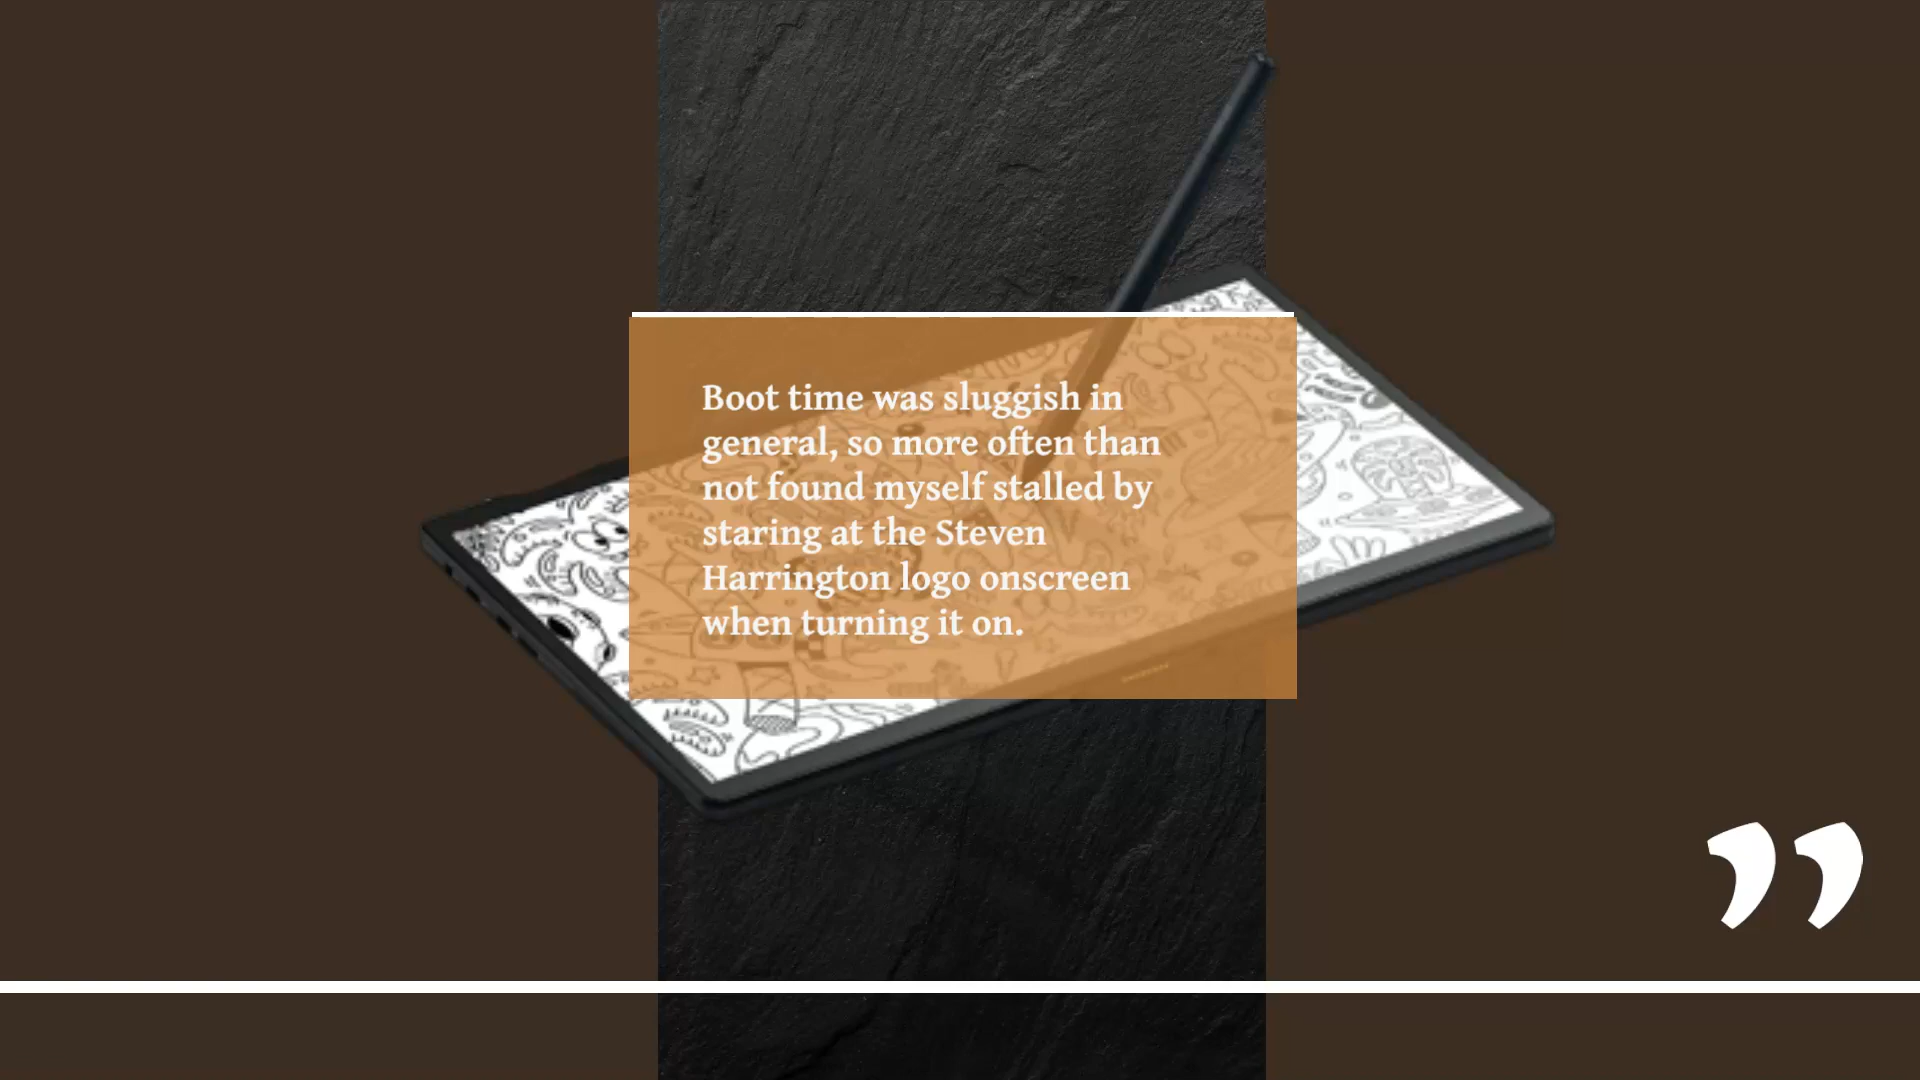 Boot time was sluggish in
general, so more often than
not found myself stalled by
staring at the Steven
Harrington logo onscreen
when turning it on.
”